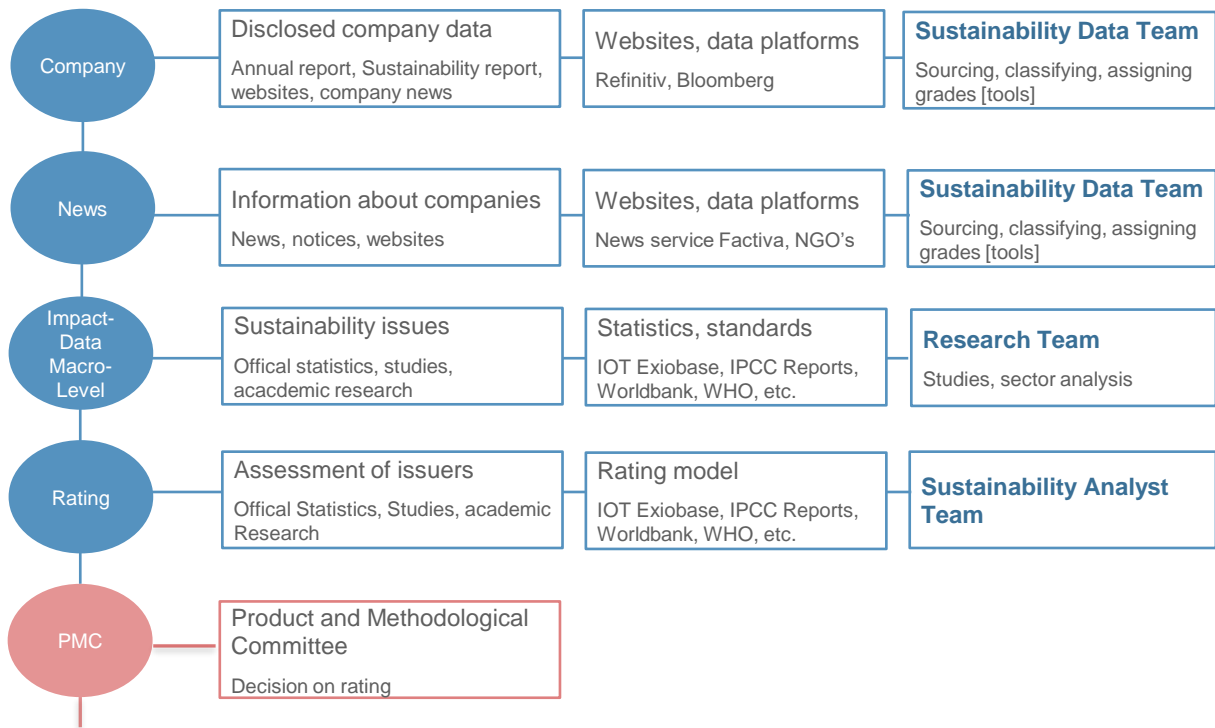 Company
Disclosed company data
Annual report, Sustainability report,
websites, company news
Websites, data platforms
Refinitiv, Bloomberg
Sustainability Data Team
Sourcing, classifying, assigning
grades [tools]
News
Information about companies
News, notices, websites
Websites, data platforms
News service Factiva, NGO's
Sustainability Data Team
Sourcing, classifying, assigning
grades [tools]
Impact-
Data
Macro-
Level
Sustainability issues
Offical statistics, studies,
acacdemic research
Statistics, standards
IOT Exiobase, IPCC Reports,
Worldbank, WHO, etc.
Research Team
Studies, sector analysis
Rating
Assessment of issuers
Offical Statistics, Studies, academic
Research
Rating model
IOT Exiobase, IPCC Reports,
Worldbank, WHO, etc.
Sustainability Analyst
Team
PMC
Product and Methodological
Committee
Decision on rating